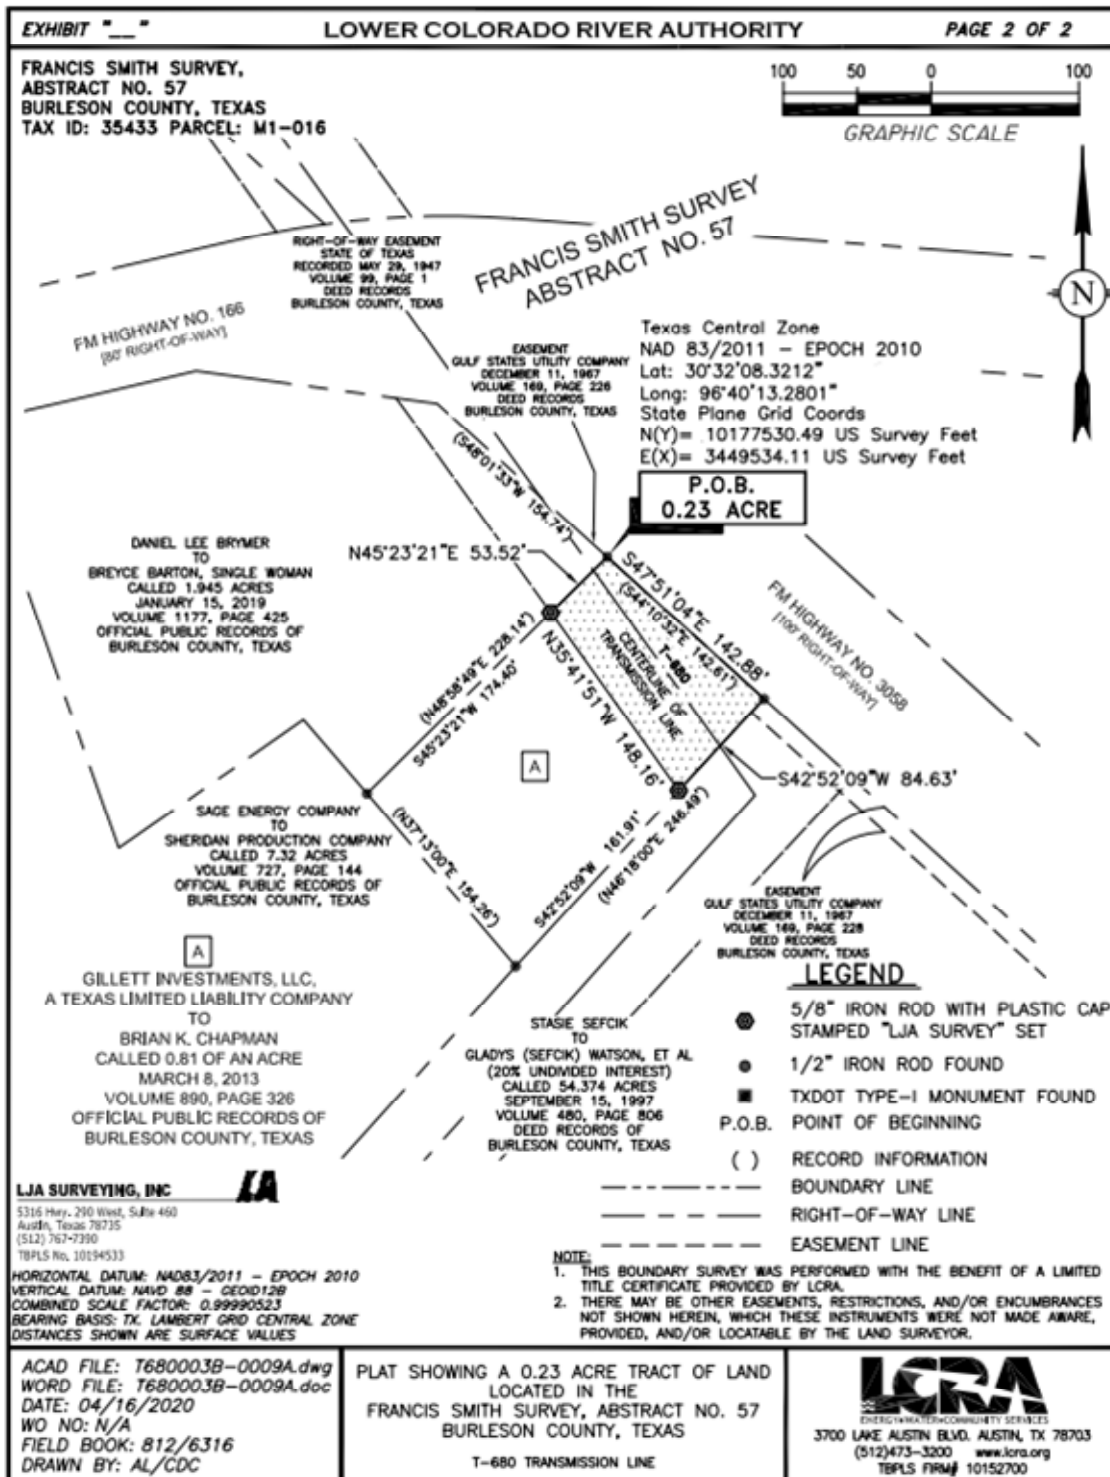 EXHIBIT "__"
LOWER COLORADO RIVER AUTHORITY
PAGE 2 OF 2
FRANCIS SMITH SURVEY,
ABSTRACT NO. 57
BURLESON COUNTY, TEXAS
TAX ID: 35433 PARCEL: M1-016
100 50 0 100
GRAPHIC SCALE
RIGHT-OF-WAY EASEMENT
STATE OF TEXAS
RECORDED MAY 29, 1947
VOLUME 99, PAGE 1
DEED RECORDS
BURLESON COUNTY, TEXAS
FRANCIS SMITH SURVEY
ABSTRACT NO. 57
FM HIGHWAY NO. 166
[80' RIGHT-OF-WAY]
N
EASEMENT
GULF STATES UTILITY COMPANY
DECEMBER 11, 1967
VOLUME 169, PAGE 226
DEED RECORDS
BURLESON COUNTY, TEXAS
Texas Central Zone
NAD 83/2011 - EPOCH 2010
Lat: 30°32'08.3212"
Long: 96°40'13.2801"
State Plane Grid Coords
N(Y)= 10177530.49 US Survey Feet
E(X)= 3449534.11 US Survey Feet
P.O.B.
0.23 ACRE
(S48°01'33"W 154.74')
N45°23'21"E 53.52'
DANIEL LEE BRYMER
TO
BREYCE BARTON, SINGLE WOMAN
CALLED 1.945 ACRES
JANUARY 15, 2019
VOLUME 1177, PAGE 425
OFFICIAL PUBLIC RECORDS OF
BURLESON COUNTY, TEXAS
S47°51'04"E 142.88'
(S44°10'32"E 142.61')
T-680
CENTERLINE OF
TRANSMISSION LINE
N35°41'51"W 148.16'
FM HIGHWAY NO. 3058
[100' RIGHT-OF-WAY]
(N48°58'49"E 228.14')
S45°23'21"W 174.40'
A
S42°52'09"W 84.63'
SAGE ENERGY COMPANY
TO
SHERIDAN PRODUCTION COMPANY
CALLED 7.32 ACRES
VOLUME 727, PAGE 144
OFFICIAL PUBLIC RECORDS OF
BURLESON COUNTY, TEXAS
(N37°13'00"E 154.26')
S42°52'09"W 161.91'
(N46°18'00"E 246.49')
EASEMENT
GULF STATES UTILITY COMPANY
DECEMBER 11, 1967
VOLUME 169, PAGE 228
DEED RECORDS
BURLESON COUNTY, TEXAS
A
GILLETT INVESTMENTS, LLC,
A TEXAS LIMITED LIABILITY COMPANY
TO
BRIAN K. CHAPMAN
CALLED 0.81 OF AN ACRE
MARCH 8, 2013
VOLUME 890, PAGE 326
OFFICIAL PUBLIC RECORDS OF
BURLESON COUNTY, TEXAS
STASIE SEFCIK
TO
GLADYS (SEFCIK) WATSON, ET AL
(20% UNDIVIDED INTEREST)
CALLED 54.374 ACRES
SEPTEMBER 15, 1997
VOLUME 480, PAGE 806
DEED RECORDS OF
BURLESON COUNTY, TEXAS
LEGEND
5/8" IRON ROD WITH PLASTIC CAP
STAMPED "LJA SURVEY" SET
1/2" IRON ROD FOUND
TXDOT TYPE-I MONUMENT FOUND
P.O.B. POINT OF BEGINNING
( ) RECORD INFORMATION
BOUNDARY LINE
RIGHT-OF-WAY LINE
EASEMENT LINE
LJA SURVEYING, INC
5316 Hwy. 290 West, Suite 460
Austin, Texas 78735
(512) 767-7390
TBPLS No. 10194533
HORIZONTAL DATUM: NAD83/2011 - EPOCH 2010
VERTICAL DATUM: NAVD 88 - GEOID12B
COMBINED SCALE FACTOR: 0.99990523
BEARING BASIS: TX. LAMBERT GRID CENTRAL ZONE
DISTANCES SHOWN ARE SURFACE VALUES
NOTE:
1. THIS BOUNDARY SURVEY WAS PERFORMED WITH THE BENEFIT OF A LIMITED
TITLE CERTIFICATE PROVIDED BY LCRA.
2. THERE MAY BE OTHER EASEMENTS, RESTRICTIONS, AND/OR ENCUMBRANCES
NOT SHOWN HEREIN, WHICH THESE INSTRUMENTS WERE NOT MADE AWARE,
PROVIDED, AND/OR LOCATABLE BY THE LAND SURVEYOR.
ACAD FILE: T680003B-0009A.dwg
WORD FILE: T680003B-0009A.doc
DATE: 04/16/2020
WO NO: N/A
FIELD BOOK: 812/6316
DRAWN BY: AL/CDC
PLAT SHOWING A 0.23 ACRE TRACT OF LAND
LOCATED IN THE
FRANCIS SMITH SURVEY, ABSTRACT NO. 57
BURLESON COUNTY, TEXAS
T-680 TRANSMISSION LINE
LCRA
ENERGY•WATER•COMMUNITY SERVICES
3700 LAKE AUSTIN BLVD. AUSTIN, TX 78703
(512)473-3200 www.lcra.org
TBPLS FIRM# 10152700